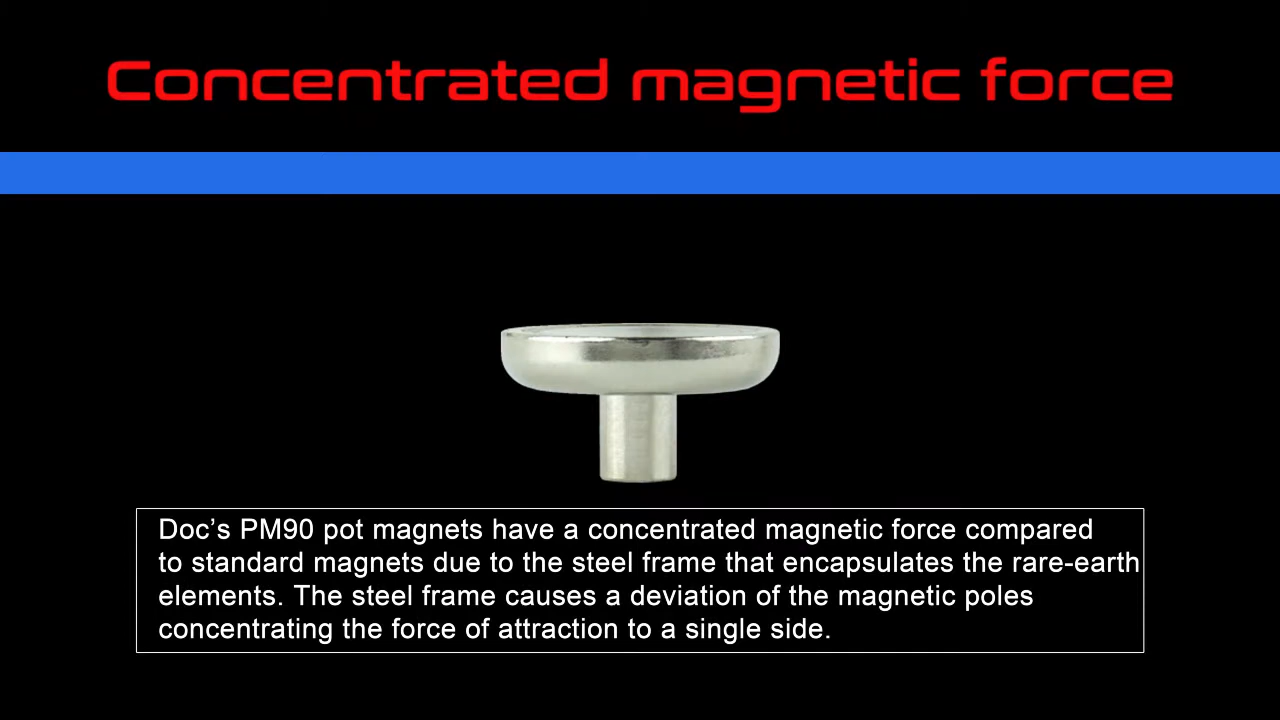 Concentrated magnetic force
Doc’s PM90 pot magnets have a concentrated magnetic force compared
to standard magnets due to the steel frame that encapsulates the rare-earth
elements. The steel frame causes a deviation of the magnetic poles
concentrating the force of attraction to a single side.